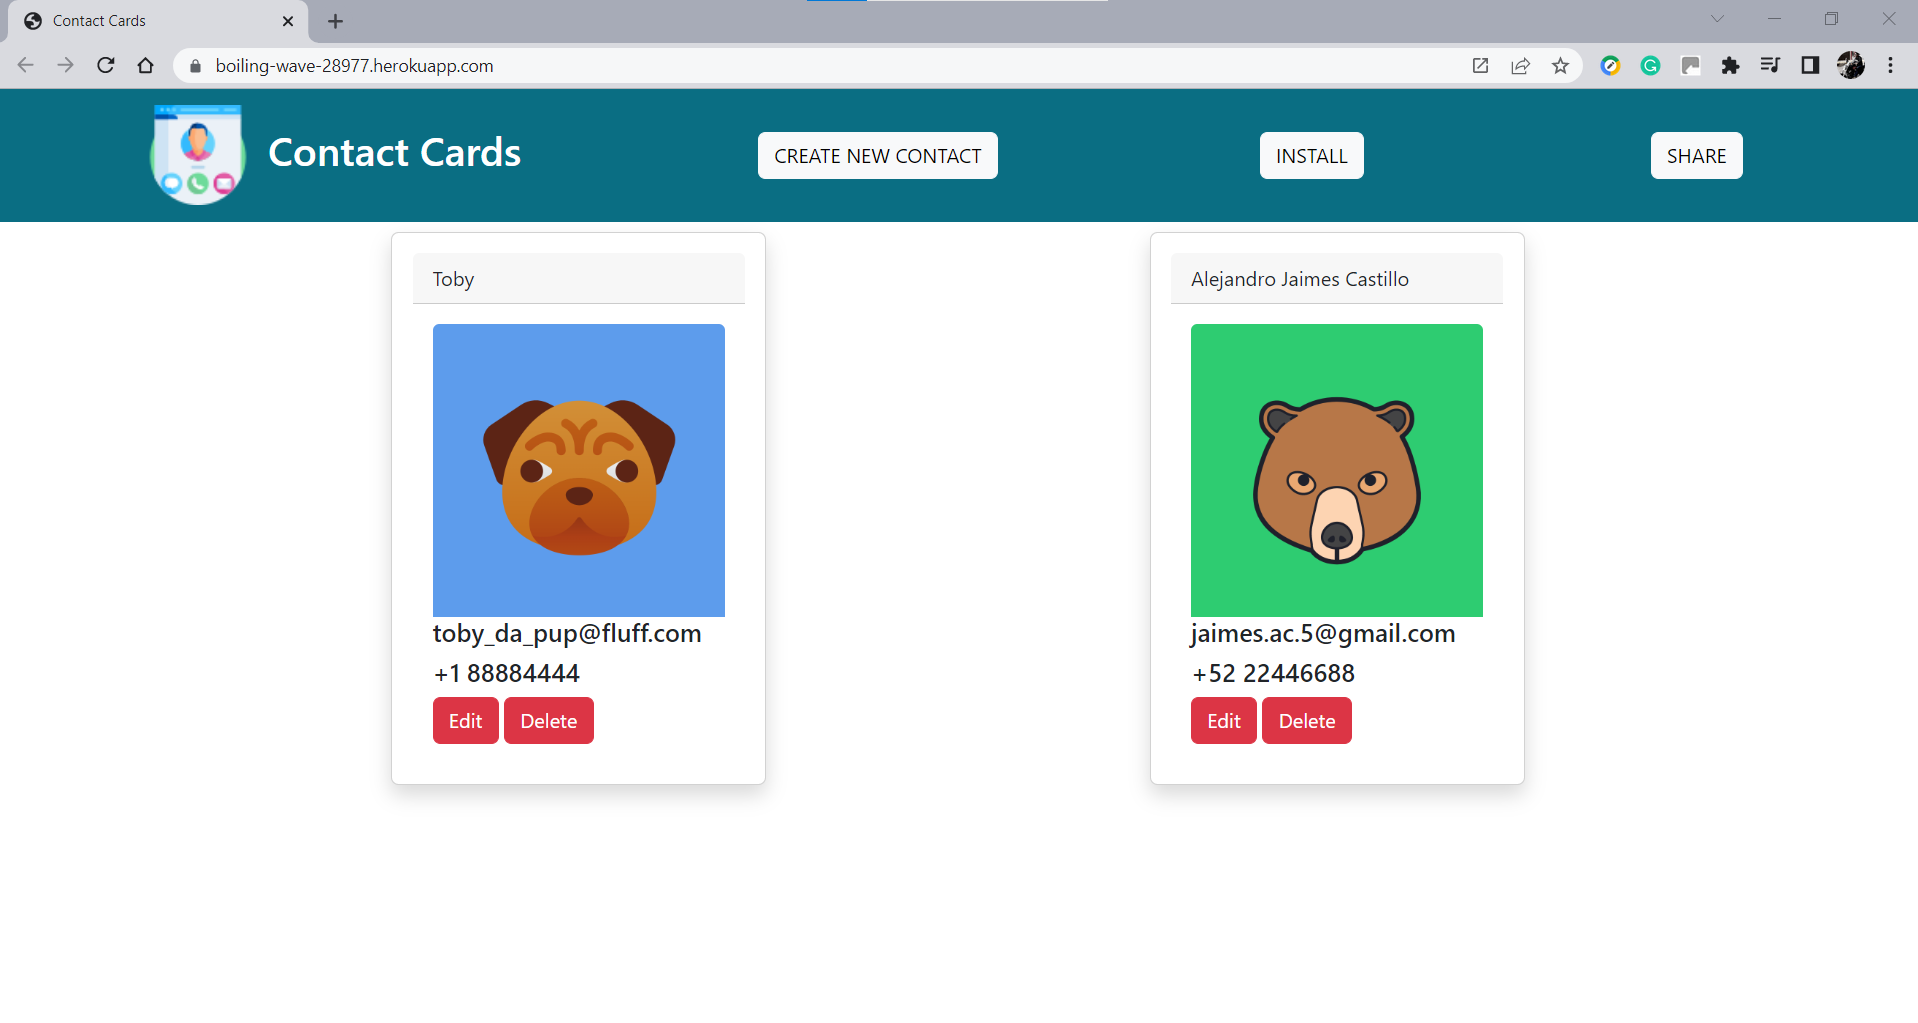 Contact Cards
boiling-wave-28977.herokuapp.com
Contact Cards
CREATE NEW CONTACT
INSTALL
SHARE
Toby
toby_da_pup@fluff.com
+1 88884444
Edit
Delete
Alejandro Jaimes Castillo
jaimes.ac.5@gmail.com
+52 22446688
Edit
Delete